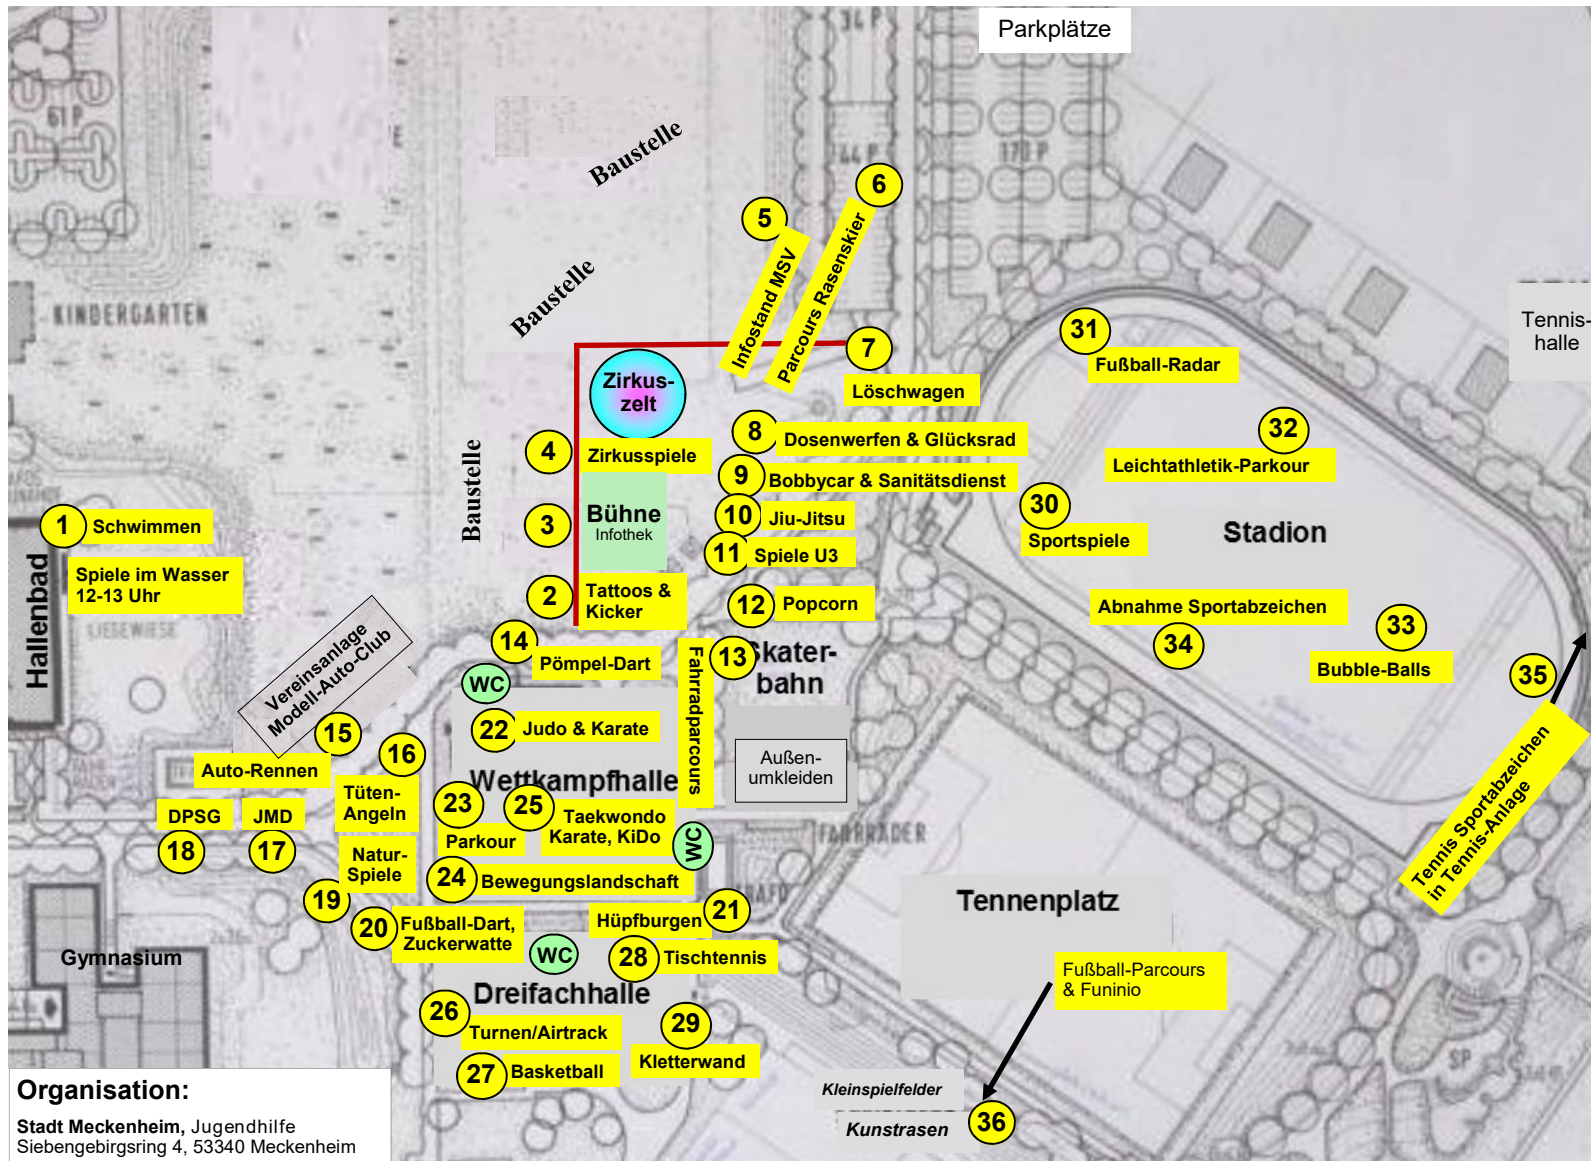 Parkplätze
34 P
61 P
44 P
170 P
Baustelle
6
5
Infostand MSV
Parcours Rasenskier
Baustelle
KINDERGARTEN
Tennis-
halle
31
Fußball-Radar
7
Löschwagen
Zirkus-
zelt
4
Zirkusspiele
8
Dosenwerfen & Glücksrad
32
Leichtathletik-Parkour
9
Bobbycar & Sanitätsdienst
Baustelle
3
Bühne
Infothek
10
Jiu-Jitsu
30
Sportspiele
Stadion
1
Schwimmen
Hallenbad
Spiele im Wasser
12-13 Uhr
LIEGEWIESE
11
Spiele U3
2
Tattoos &
Kicker
12
Popcorn
Abnahme Sportabzeichen
34
33
Bubble-Balls
35
Tennis Sportabzeichen
in Tennis-Anlage
14
Pömpel-Dart
WC
13
Fahrradparcours
Skater-
bahn
Vereinsanlage
Modell-Auto-Club
15
Auto-Rennen
22
Judo & Karate
Wettkampfhalle
Außen-
umkleiden
16
Tüten-
Angeln
DPSG
18
JMD
17
23
Parkour
25
Taekwondo
Karate, KiDo
WC
FAHRRÄDER
Natur-
Spiele
19
24
Bewegungslandschaft
20
Fußball-Dart,
Zuckerwatte
Hüpfburgen
21
Tennenplatz
WC
28
Tischtennis
Gymnasium
Dreifachhalle
Fußball-Parcours
& Funinio
26
Turnen/Airtrack
29
Kletterwand
27
Basketball
SP
Kleinspielfelder
Kunstrasen
36
Organisation:
Stadt Meckenheim, Jugendhilfe
Siebengebirgsring 4, 53340 Meckenheim